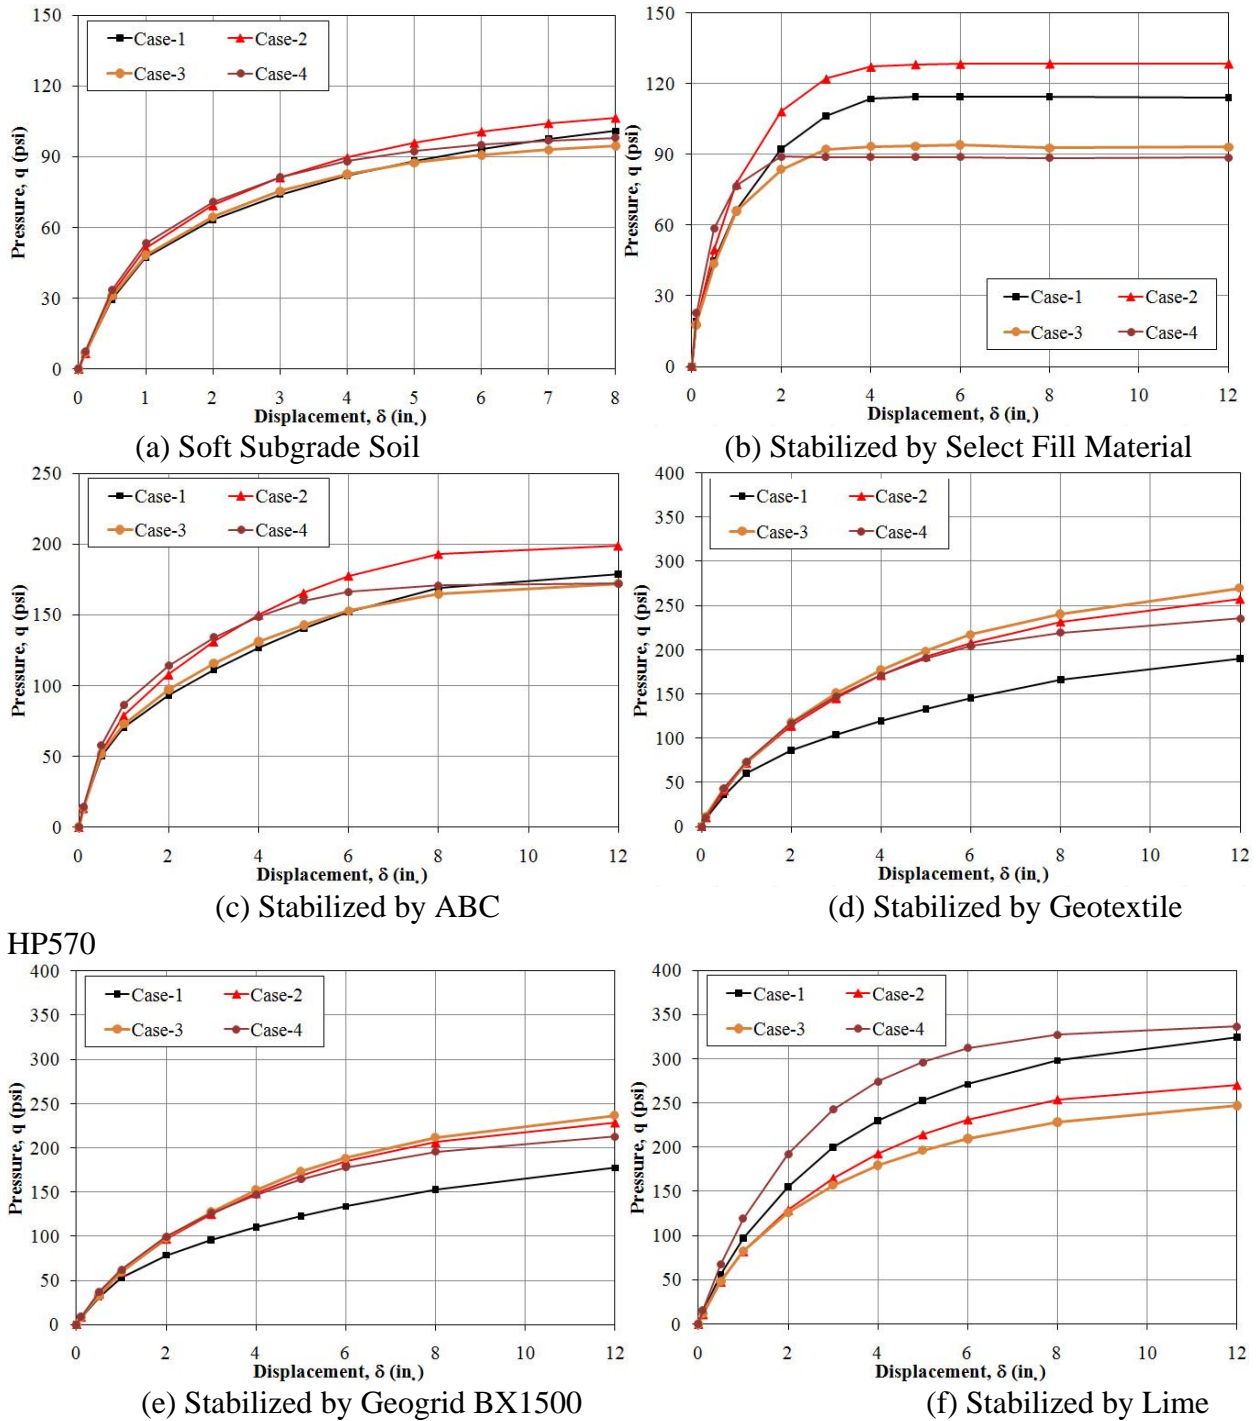 150
120
90
60
30
0
Pressure, q (psi)
Case-1 Case-2
Case-3 Case-4
0 1 2 3 4 5 6 7 8
Displacement, δ (in.)
(a) Soft Subgrade Soil
150
120
90
60
30
0
Pressure, q (psi)
Case-1 Case-2
Case-3 Case-4
0 2 4 6 8 10 12
Displacement, δ (in.)
(b) Stabilized by Select Fill Material
250
200
150
100
50
0
Pressure, q (psi)
Case-1 Case-2
Case-3 Case-4
0 2 4 6 8 10 12
Displacement, δ (in.)
(c) Stabilized by ABC
400
350
300
250
200
150
100
50
0
Pressure, q (psi)
Case-1 Case-2
Case-3 Case-4
0 2 4 6 8 10 12
Displacement, δ (in.)
(d) Stabilized by Geotextile
HP570
400
350
300
250
200
150
100
50
0
Pressure, q (psi)
Case-1 Case-2
Case-3 Case-4
0 2 4 6 8 10 12
Displacement, δ (in.)
(e) Stabilized by Geogrid BX1500
400
350
300
250
200
150
100
50
0
Pressure, q (psi)
Case-1 Case-2
Case-3 Case-4
0 2 4 6 8 10 12
Displacement, δ (in.)
(f) Stabilized by Lime